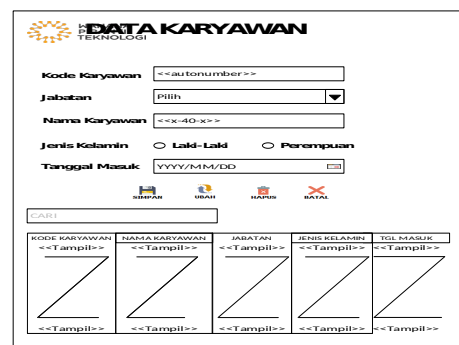 DATA KARYAWAN
TEKNOLOGI
Kode Karyawan <<autonumber>>
Jabatan Pilih
Nama Karyawan <<x-40-x>>
Jenis Kelamin Laki-Laki Perempuan
Tanggal Masuk YYYY/MM/DD
SIMPAN UBAH HAPUS BATAL
CARI
KODE KARYAWAN NAMA KARYAWAN JABATAN JENIS KELAMIN TGL MASUK
<<Tampil>> <<Tampil>> <<Tampil>> <<Tampil>> <<Tampil>>
<<Tampil>> <<Tampil>> <<Tampil>> <<Tampil>> <<Tampil>>